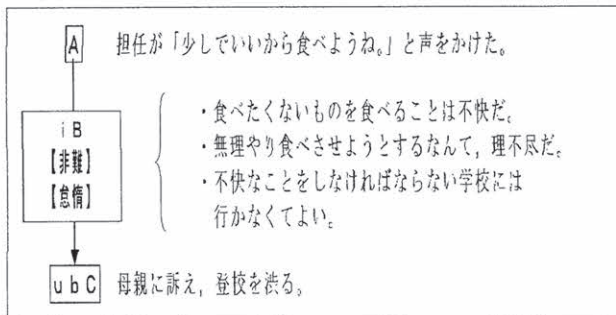 A 担任が「少しでいいから食べようね。」と声をかけた。
iB
【非難】
【怠惰】
・食べたくないものを食べることは不快だ。
・無理やり食べさせようとするなんて，理不尽だ。
・不快なことをしなければならない学校には
行かなくてよい。
ubC 母親に訴え，登校を渋る。